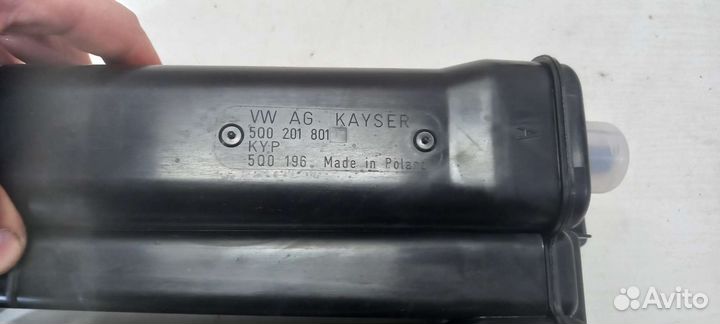 VW AG KAYSER
5Q0 201 801
KYP
5Q0 196 Made in Poland
A
Avito